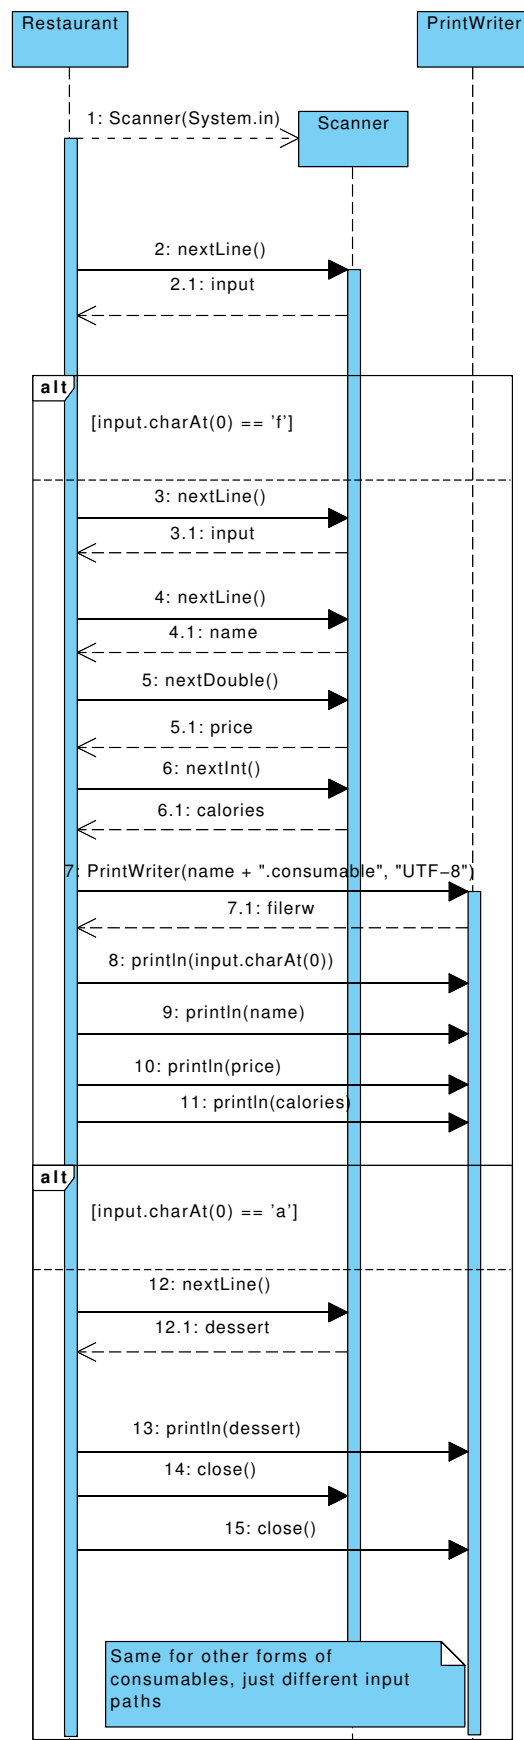 Restaurant
PrintWriter
1: Scanner(System.in)
Scanner
2: nextLine()
2.1: input
alt
[input.charAt(0) == 'f']
3: nextLine()
3.1: input
4: nextLine()
4.1: name
5: nextDouble()
5.1: price
6: nextInt()
6.1: calories
7: PrintWriter(name + ".consumable", "UTF−8")
7.1: filerw
8: println(input.charAt(0))
9: println(name)
10: println(price)
11: println(calories)
alt
[input.charAt(0) == 'a']
12: nextLine()
12.1: dessert
13: println(dessert)
14: close()
15: close()
Same for other forms of
consumables, just different input
paths